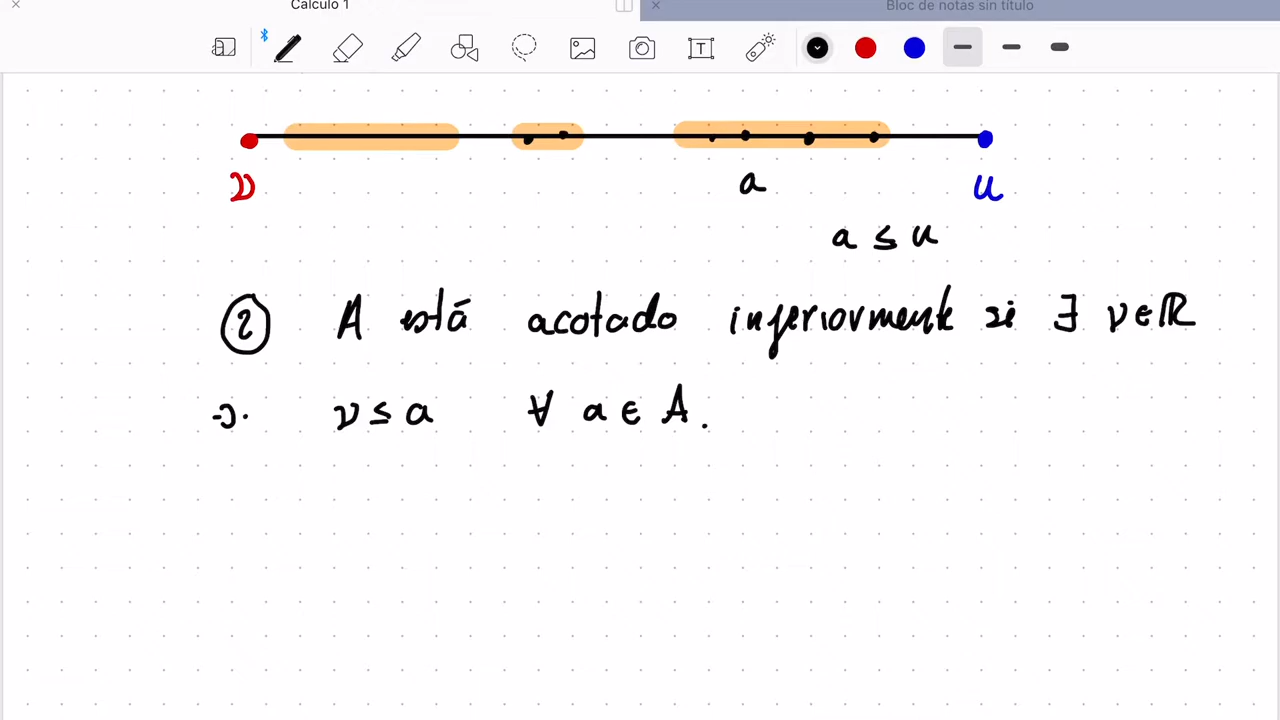 Calculo 1 Bloc de notas sin título
T
ν a u
a ≤ u
② A está acotado inferiormente si ∃ ν∈ℝ
∋· ν ≤ a ∀ a ∈ A.